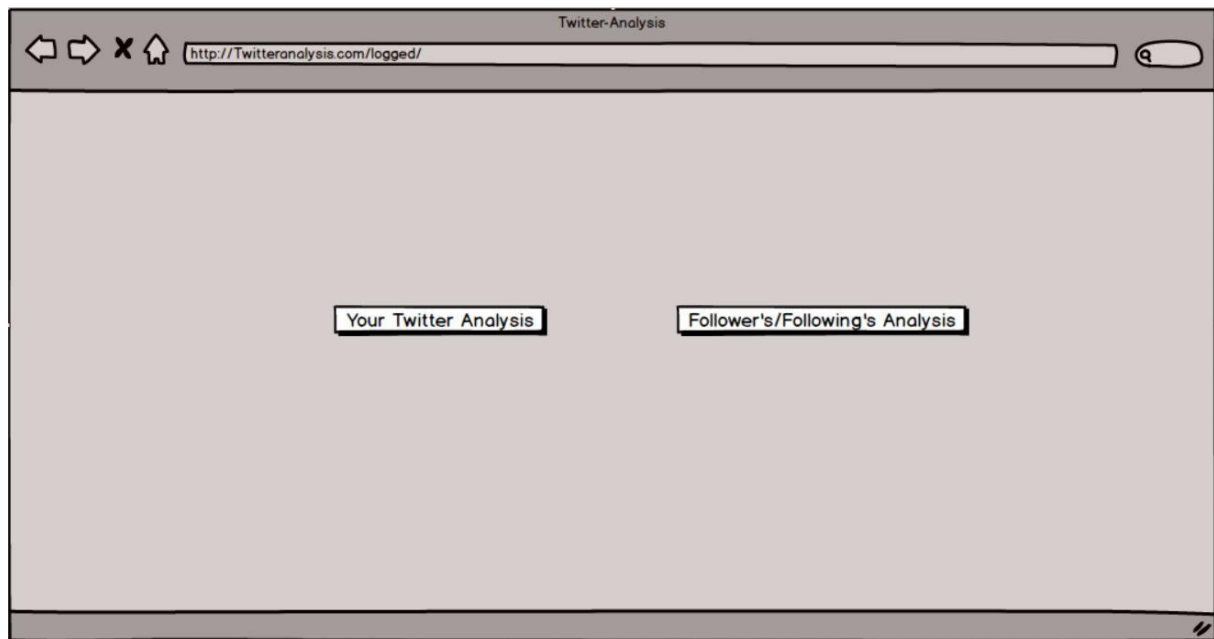 Twitter-Analysis
http://Twitteranalysis.com/logged/
Your Twitter Analysis
Follower's/Following's Analysis